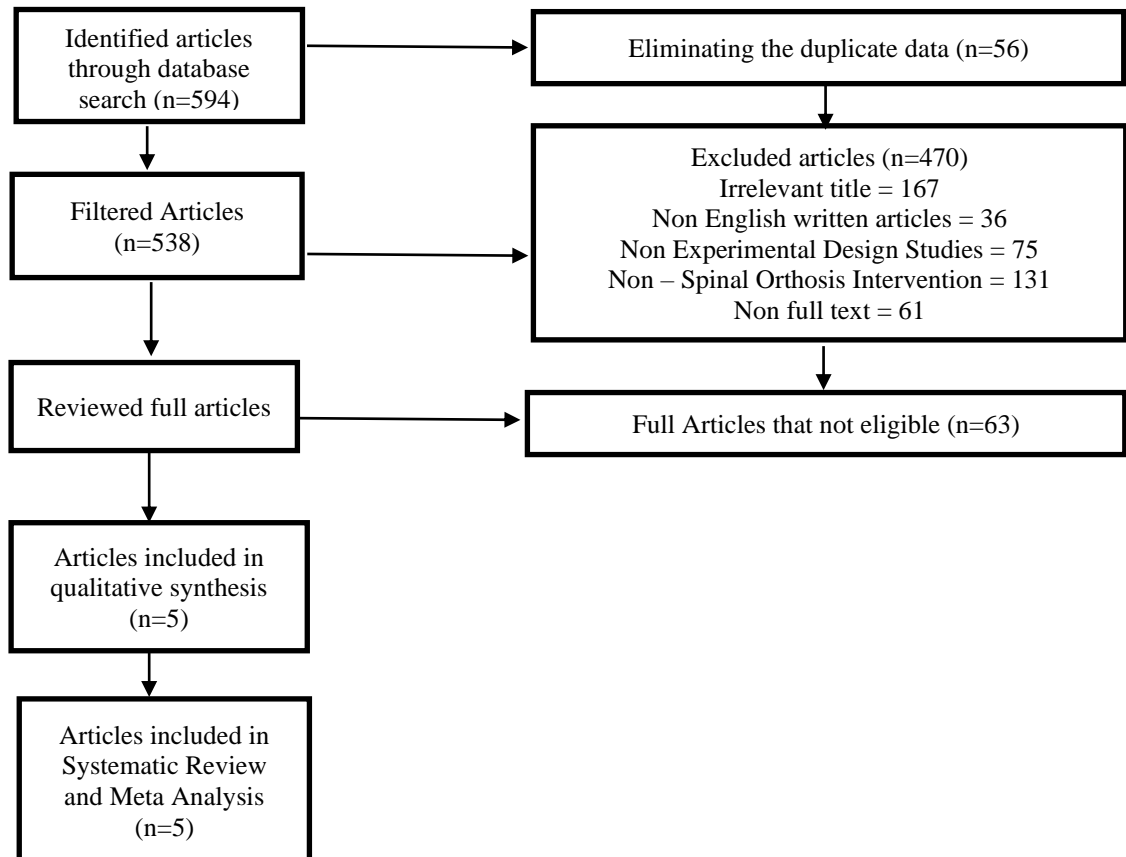 Identified articles
through database
search (n=594)
Eliminating the duplicate data (n=56)
Filtered Articles
(n=538)
Excluded articles (n=470)
Irrelevant title = 167
Non English written articles = 36
Non Experimental Design Studies = 75
Non – Spinal Orthosis Intervention = 131
Non full text = 61
Reviewed full articles
Full Articles that not eligible (n=63)
Articles included in
qualitative synthesis
(n=5)
Articles included in
Systematic Review
and Meta Analysis
(n=5)